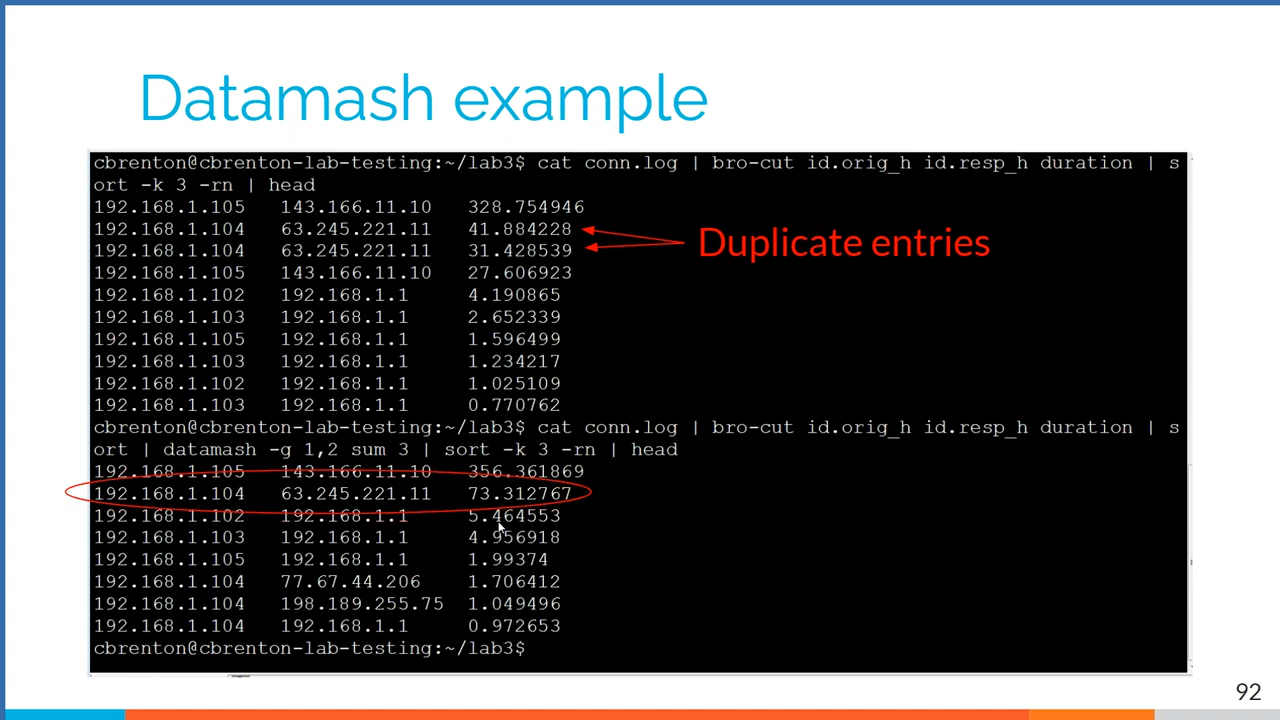 Datamash example
cbrenton@cbrenton-lab-testing:~/lab3$ cat conn.log | bro-cut id.orig_h id.resp_h duration | s
ort -k 3 -rn | head
192.168.1.105 143.166.11.10 328.754946
192.168.1.104 63.245.221.11 41.884228
192.168.1.104 63.245.221.11 31.428539
Duplicate entries
192.168.1.105 143.166.11.10 27.606923
192.168.1.102 192.168.1.1 4.190865
192.168.1.103 192.168.1.1 2.652339
192.168.1.105 192.168.1.1 1.596499
192.168.1.103 192.168.1.1 1.234217
192.168.1.102 192.168.1.1 1.025109
192.168.1.103 192.168.1.1 0.770762
cbrenton@cbrenton-lab-testing:~/lab3$ cat conn.log | bro-cut id.orig_h id.resp_h duration | s
ort | datamash -g 1,2 sum 3 | sort -k 3 -rn | head
192.168.1.105 143.166.11.10 356.361869
192.168.1.104 63.245.221.11 73.312767
192.168.1.102 192.168.1.1 5.464553
192.168.1.103 192.168.1.1 4.956918
192.168.1.105 192.168.1.1 1.99374
192.168.1.104 77.67.44.206 1.706412
192.168.1.104 198.189.255.75 1.049496
192.168.1.104 192.168.1.1 0.972653
cbrenton@cbrenton-lab-testing:~/lab3$
92